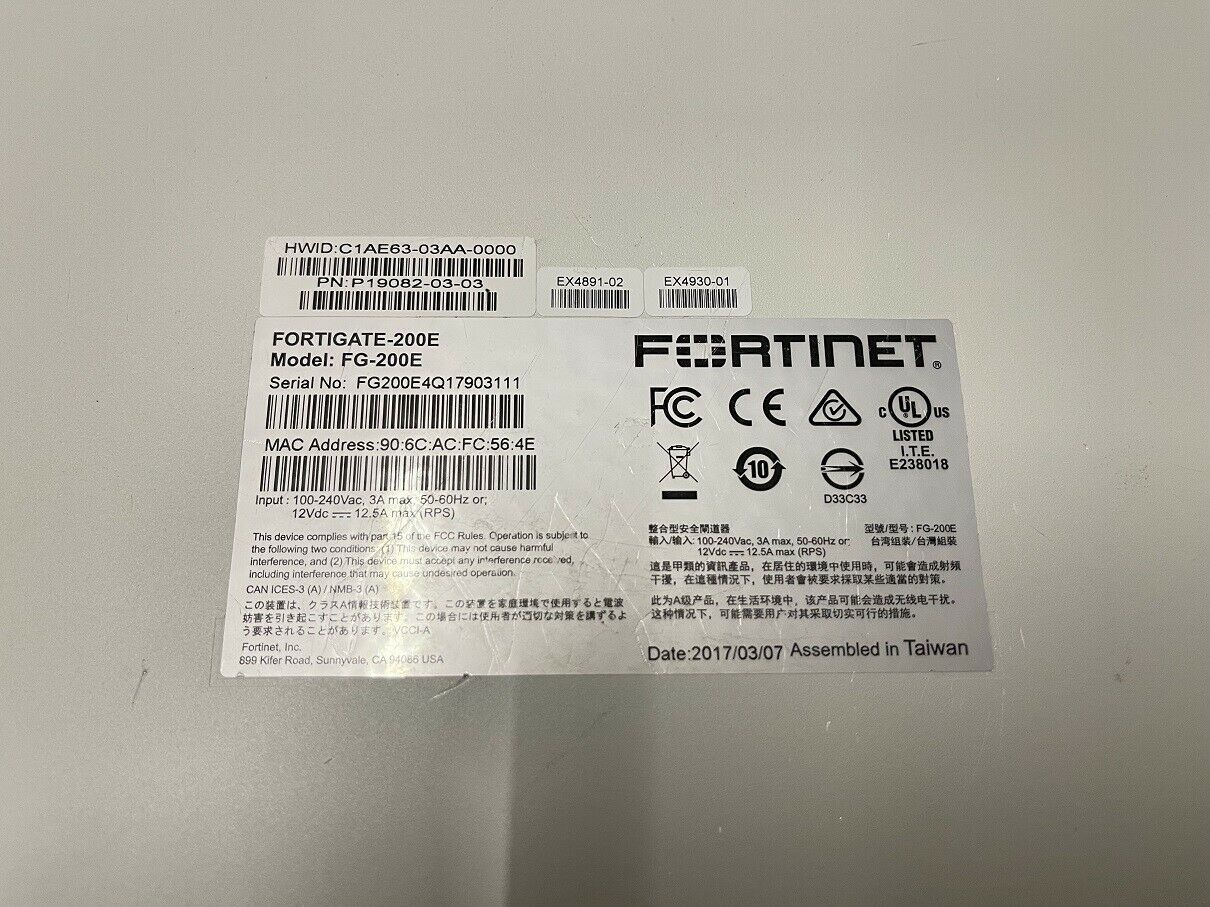 HWID:C1AE63-03AA-0000
PN:P19082-03-03
EX4891-02
EX4930-01
FORTIGATE-200E
Model: FG-200E
Serial No: FG200E4Q17903111
MAC Address:90:6C:AC:FC:56:4E
Input : 100-240Vac, 3A max, 50-60Hz or;
12Vdc ⎓ 12.5A max (RPS)
This device complies with part 15 of the FCC Rules. Operation is subject to
the following two conditions: (1) This device may not cause harmful
interference, and (2) This device must accept any interference received,
including interference that may cause undesired operation.
CAN ICES-3 (A) / NMB-3 (A)
この装置は、クラスA情報技術装置です。この装置を家庭環境で使用すると電波
妨害を引き起こすことがあります。この場合には使用者が適切な対策を講ずるよ
う要求されることがあります。VCCI-A
Fortinet, Inc.
899 Kifer Road, Sunnyvale, CA 94086 USA
FORTINET®
FC CE
C UL US
LISTED
I.T.E.
E238018
10
D33C33
整合型安全閘道器 型號/型号 : FG-200E
輸入/输入: 100-240Vac, 3A max, 50-60Hz or; 台湾组装/台灣組裝
12Vdc ⎓ 12.5A max (RPS)
這是甲類的資訊產品，在居住的環境中使用時，可能會造成射頻
干擾，在這種情況下，使用者會被要求採取某些適當的對策。
此为A级产品，在生活环境中，该产品可能会造成无线电干扰。
这种情况下，可能需要用户对其采取切实可行的措施。
Date:2017/03/07 Assembled in Taiwan